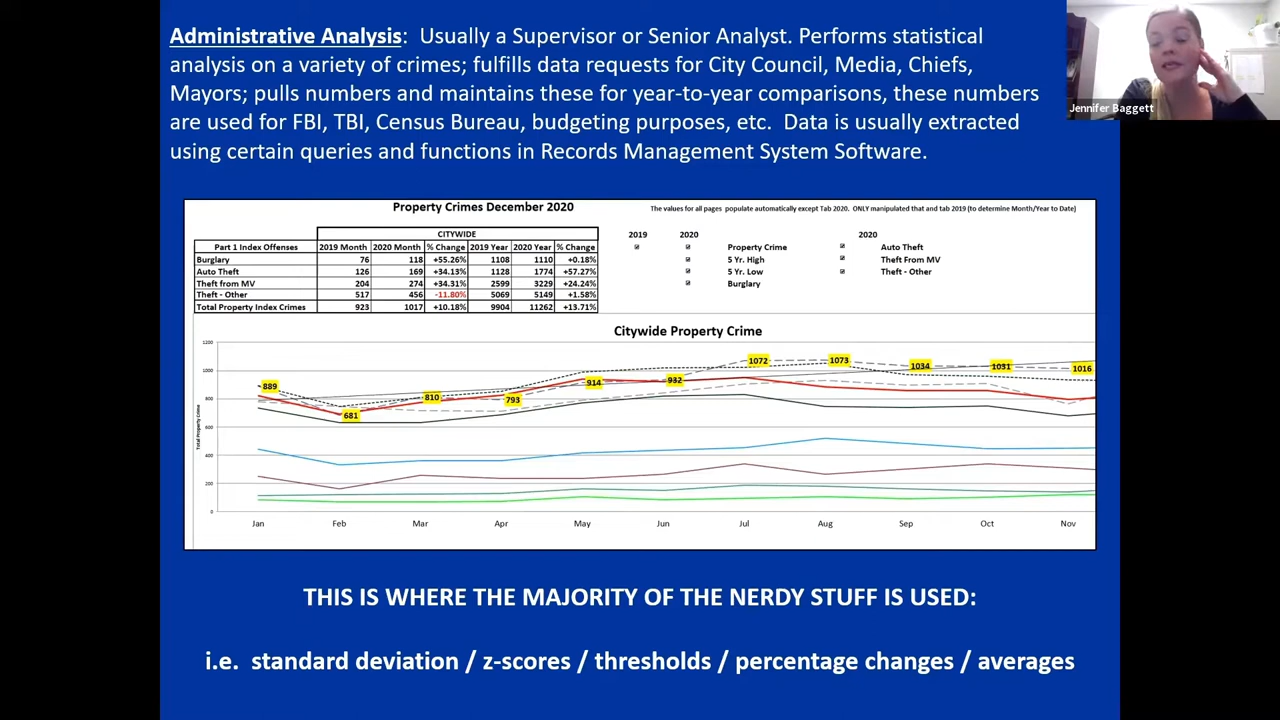 Administrative Analysis: Usually a Supervisor or Senior Analyst. Performs statistical
analysis on a variety of crimes; fulfills data requests for City Council, Media, Chiefs,
Mayors; pulls numbers and maintains these for year-to-year comparisons, these numbers
are used for FBI, TBI, Census Bureau, budgeting purposes, etc. Data is usually extracted
using certain queries and functions in Records Management System Software.
Jennifer Baggett
Property Crimes December 2020
The values for all pages populate automatically except Tab 2020. ONLY manipulated that and tab 2019 (to determine Month/Year to Date)
CITYWIDE
Part 1 Index Offenses 2019 Month 2020 Month % Change 2019 Year 2020 Year % Change
Burglary 76 118 +55.26% 1108 1110 +0.18%
Auto Theft 126 169 +34.13% 1128 1774 +57.27%
Theft from MV 204 274 +34.31% 2599 3229 +24.24%
Theft - Other 517 456 -11.80% 5069 5149 +1.58%
Total Property Index Crimes 923 1017 +10.18% 9904 11262 +13.71%
2019 2020 2020
Property Crime Auto Theft
5 Yr. High Theft From MV
5 Yr. Low Theft - Other
Burglary
Citywide Property Crime
Total Property Crime
1200
1000
800
600
400
200
0
889 681 810 793 914 932 1072 1073 1034 1031 1016
Jan Feb Mar Apr May Jun Jul Aug Sep Oct Nov
THIS IS WHERE THE MAJORITY OF THE NERDY STUFF IS USED:
i.e. standard deviation / z-scores / thresholds / percentage changes / averages